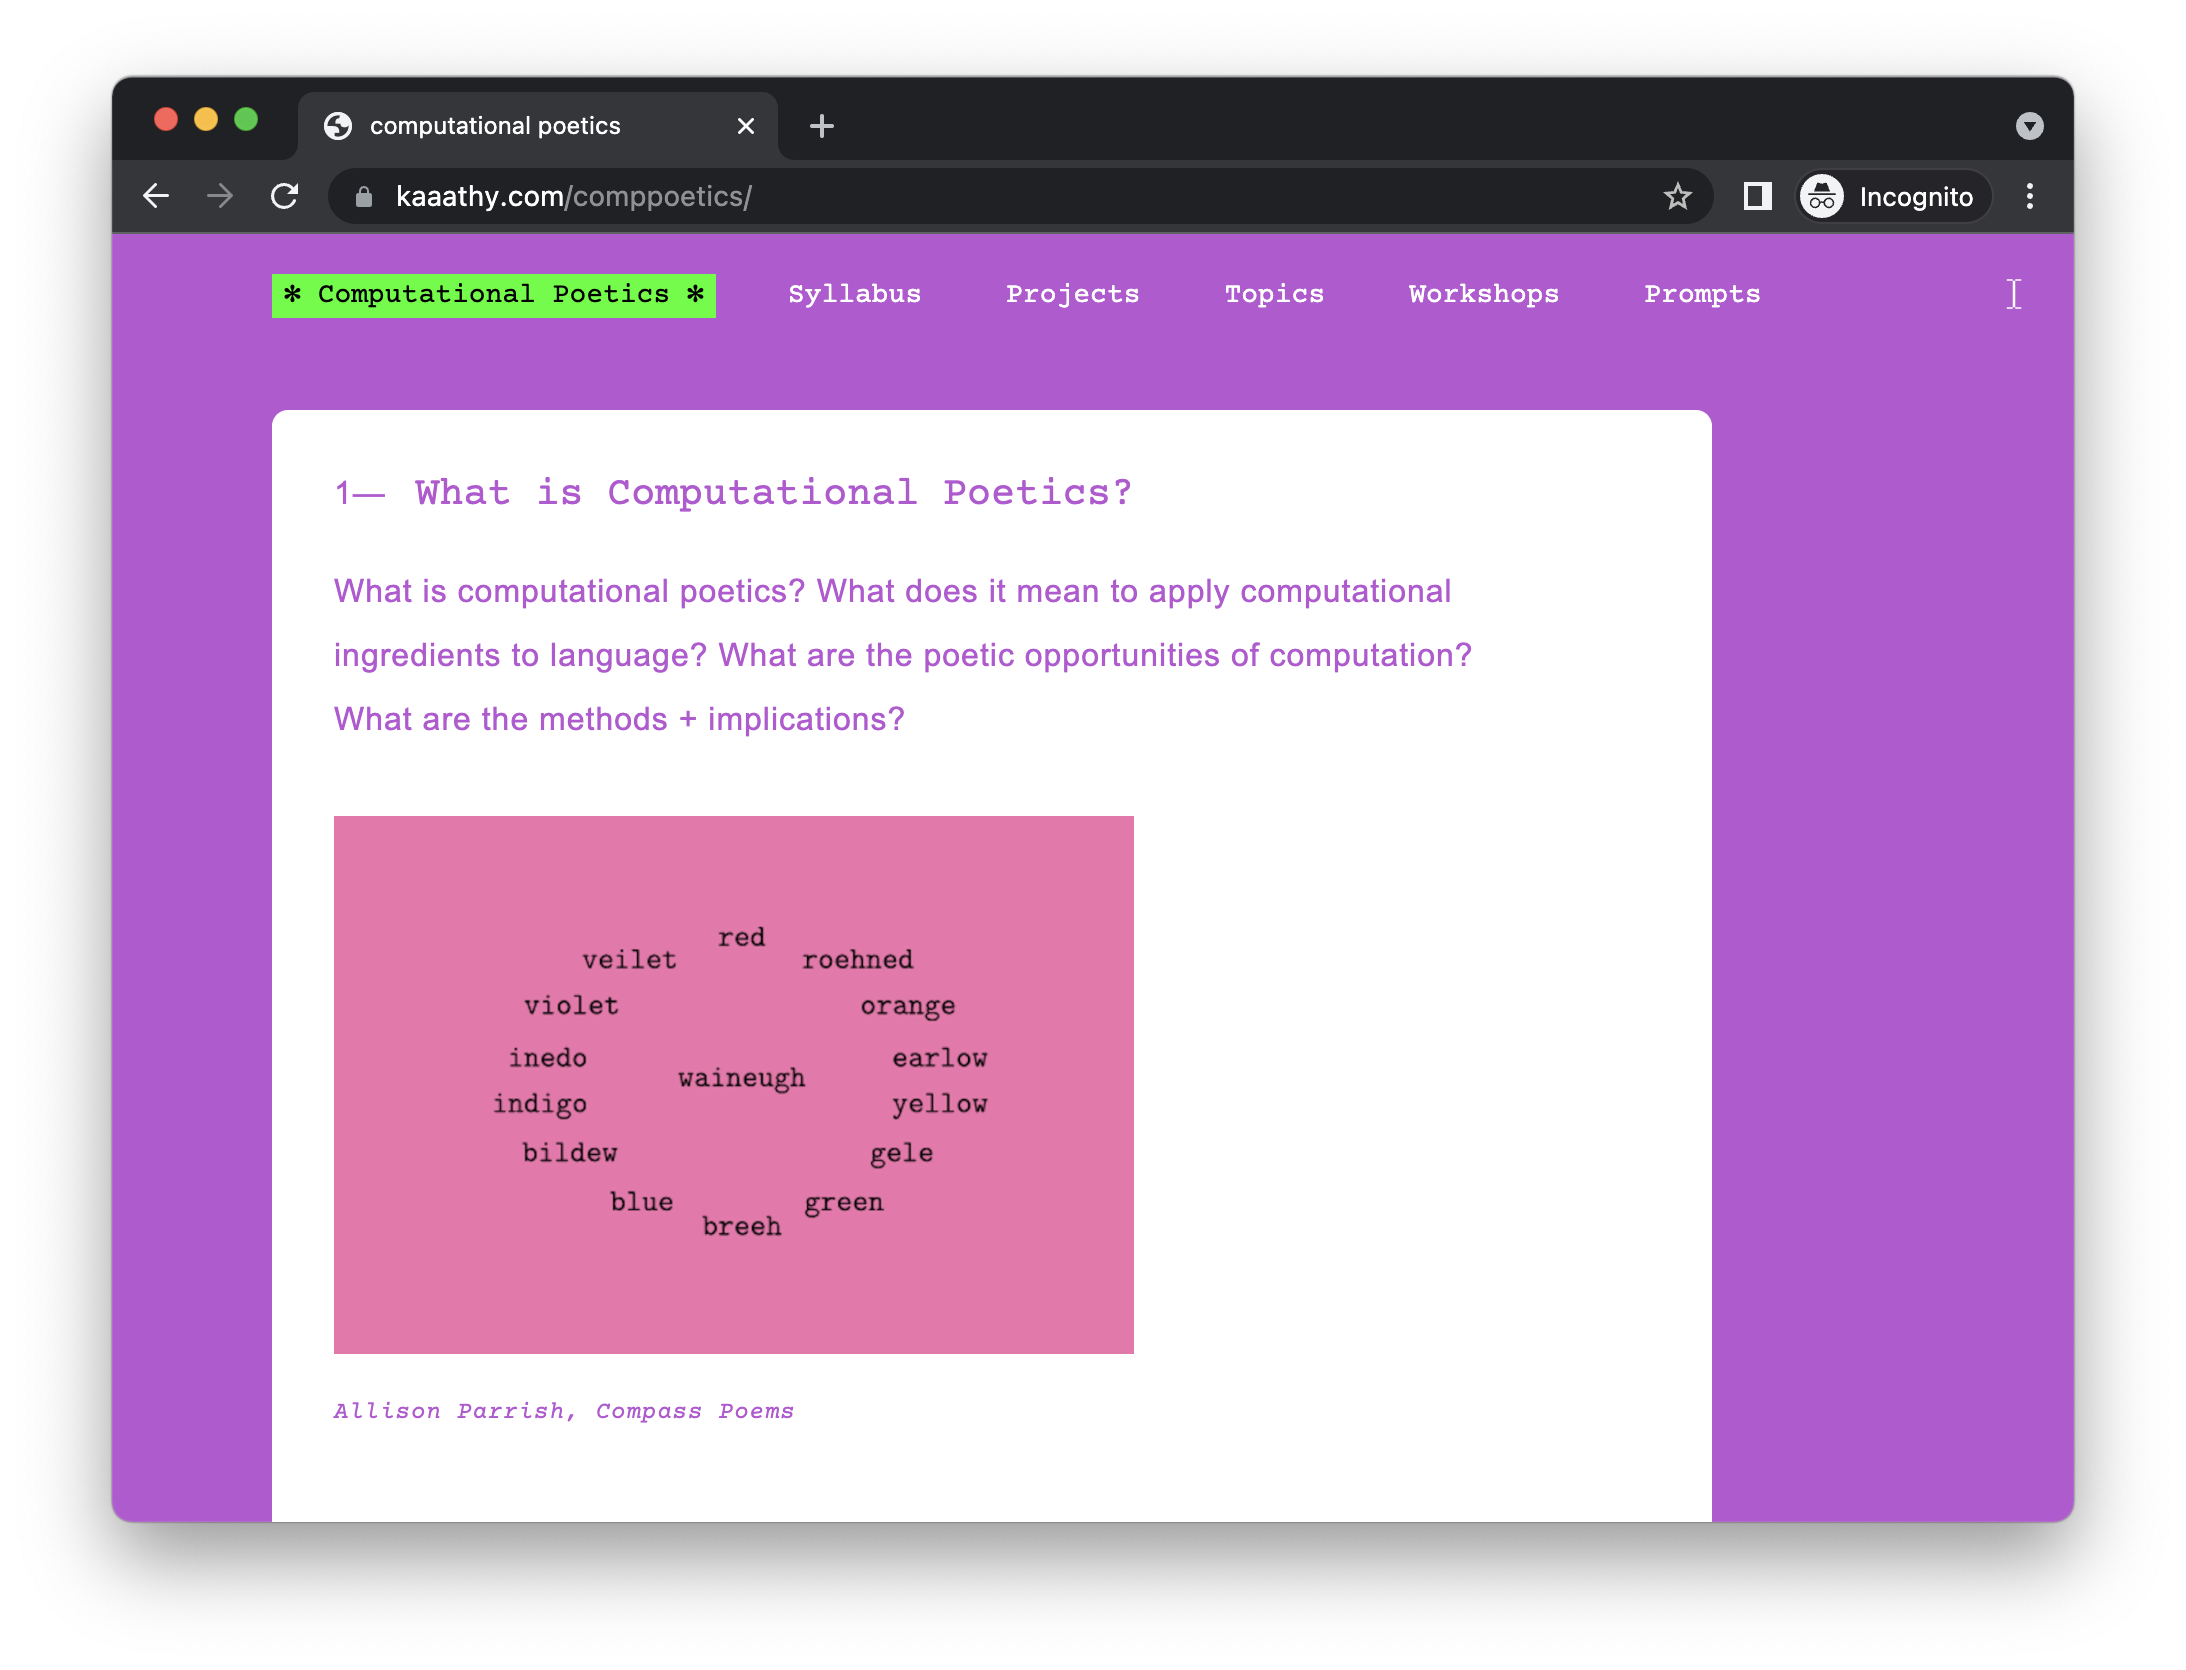 computational poetics
kaaathy.com/comppoetics/
Incognito
✻ Computational Poetics ✻
Syllabus
Projects
Topics
Workshops
Prompts
1— What is Computational Poetics?
What is computational poetics? What does it mean to apply computational
ingredients to language? What are the poetic opportunities of computation?
What are the methods + implications?
red
veilet
roehned
violet
orange
inedo
earlow
waineugh
indigo
yellow
bildew
gele
blue
green
breeh
Allison Parrish, Compass Poems